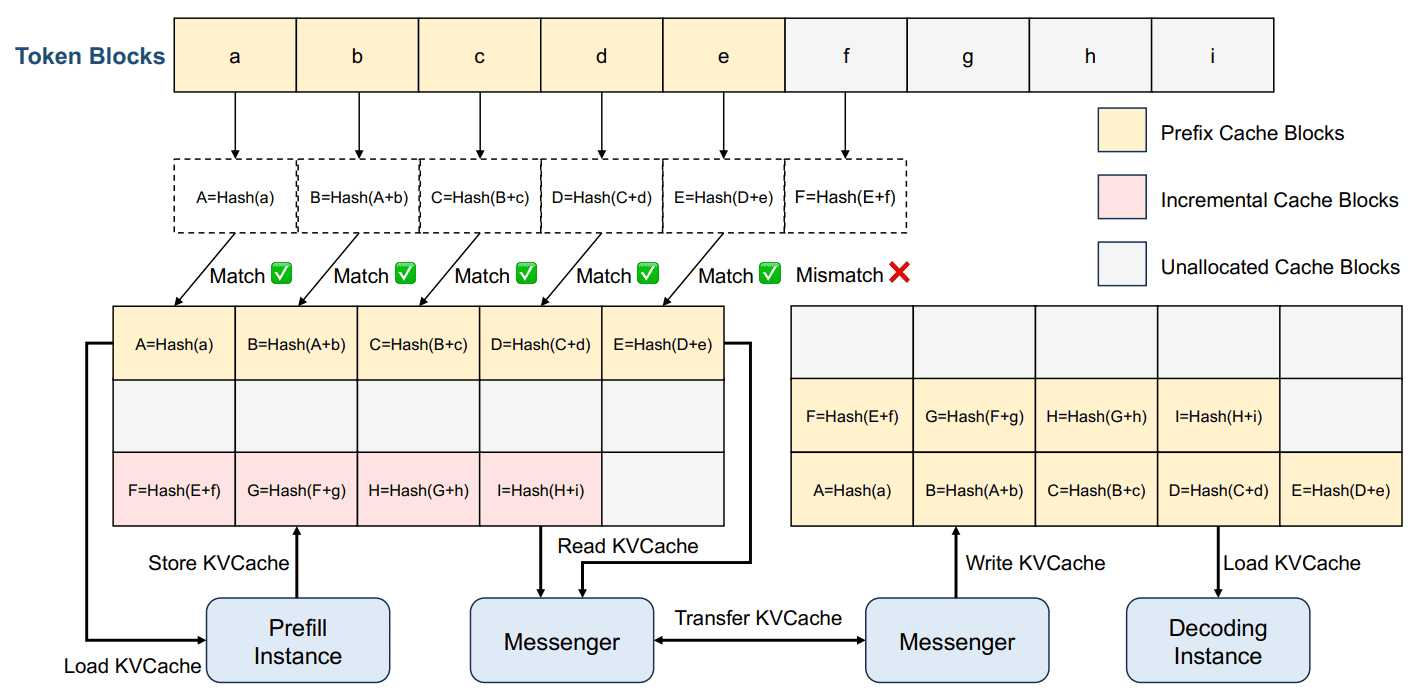 Token Blocks a b c d e f g h i
Prefix Cache Blocks
A=Hash(a) B=Hash(A+b) C=Hash(B+c) D=Hash(C+d) E=Hash(D+e) F=Hash(E+f)
Incremental Cache Blocks
Match ✅ Match ✅ Match ✅ Match ✅ Match ✅ Mismatch ❌
Unallocated Cache Blocks
A=Hash(a) B=Hash(A+b) C=Hash(B+c) D=Hash(C+d) E=Hash(D+e)
F=Hash(E+f) G=Hash(F+g) H=Hash(G+h) I=Hash(H+i)
F=Hash(E+f) G=Hash(F+g) H=Hash(G+h) I=Hash(H+i)
A=Hash(a) B=Hash(A+b) C=Hash(B+c) D=Hash(C+d) E=Hash(D+e)
Store KVCache
Read KVCache
Write KVCache
Load KVCache
Load KVCache
Prefill
Instance
Messenger
Transfer KVCache
Messenger
Decoding
Instance